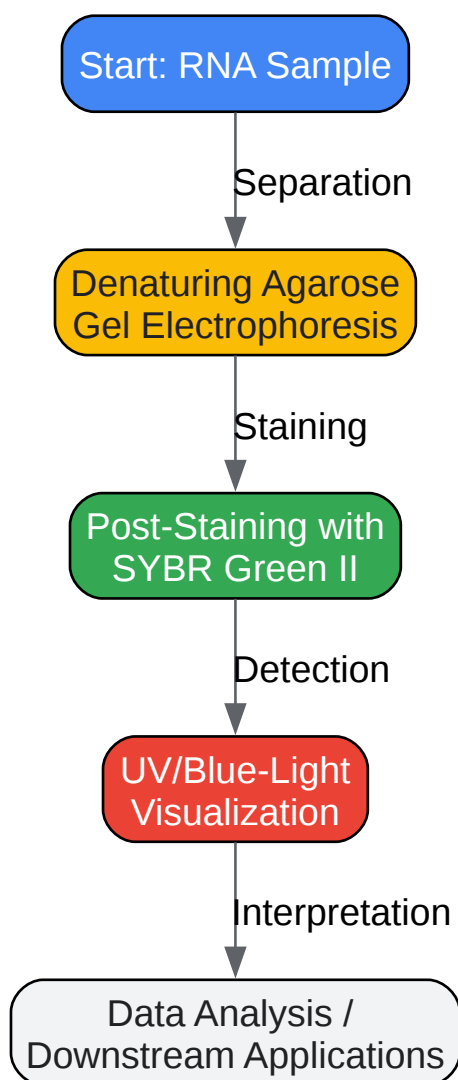 Start: RNA Sample
Separation
Denaturing Agarose
Gel Electrophoresis
Staining
Post-Staining with
SYBR Green II
Detection
UV/Blue-Light
Visualization
Interpretation
Data Analysis /
Downstream Applications